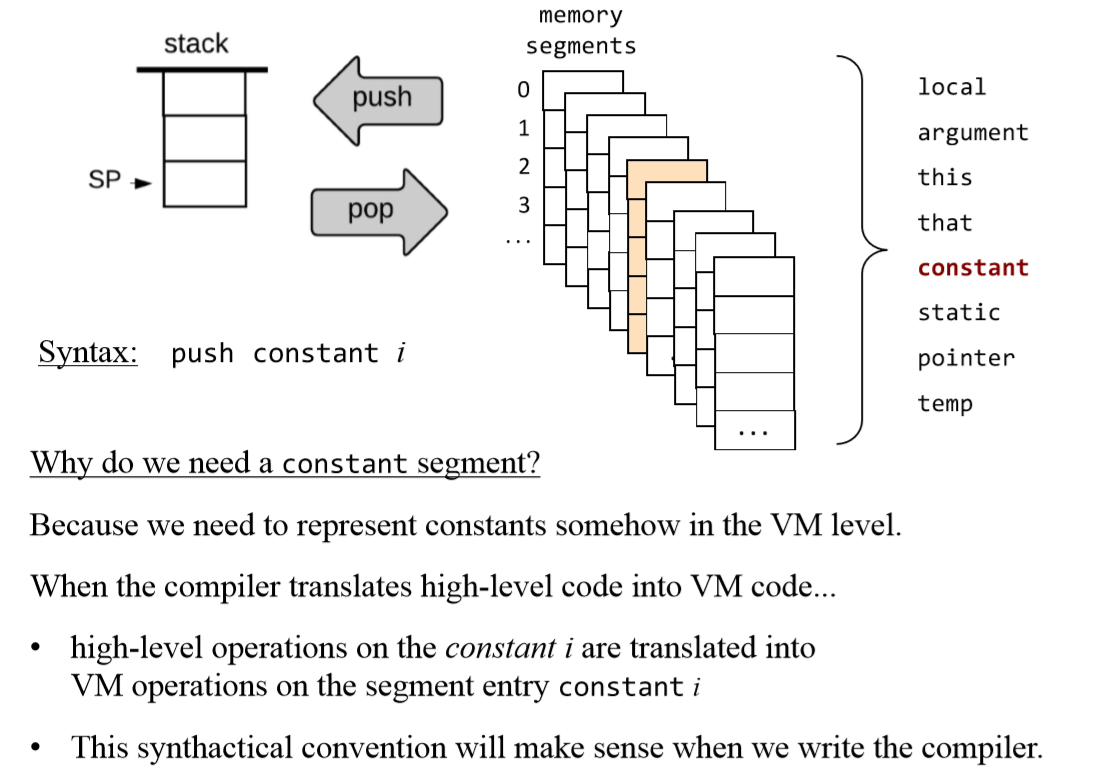 memory
segments
stack
push
pop
SP
0
1
2
3
...
...
local
argument
this
that
constant
static
pointer
temp
Syntax: push constant i
Why do we need a constant segment?
Because we need to represent constants somehow in the VM level.
When the compiler translates high-level code into VM code...
• high-level operations on the constant i are translated into
VM operations on the segment entry constant i
• This synthactical convention will make sense when we write the compiler.